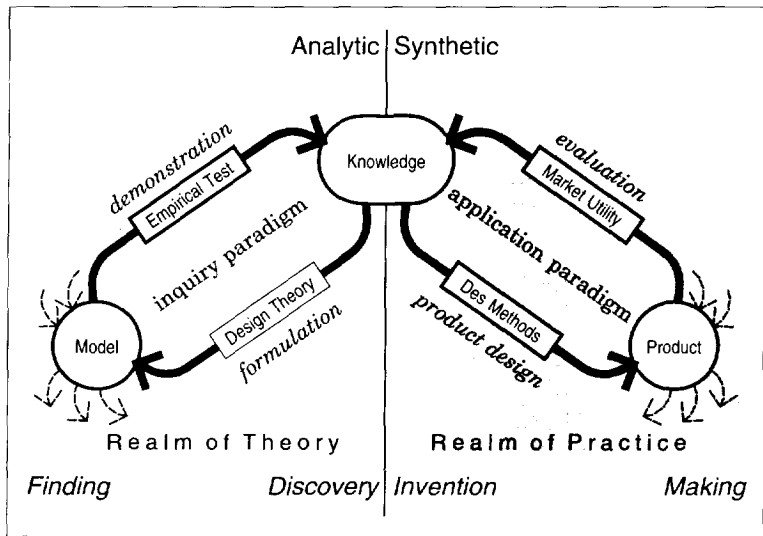 Analytic Synthetic
demonstration
Empirical Test
Knowledge
evaluation
Market Utility
inquiry paradigm
application paradigm
Design Theory
formulation
Des Methods
product design
Model
Product
Realm of Theory
Realm of Practice
Finding
Discovery
Invention
Making